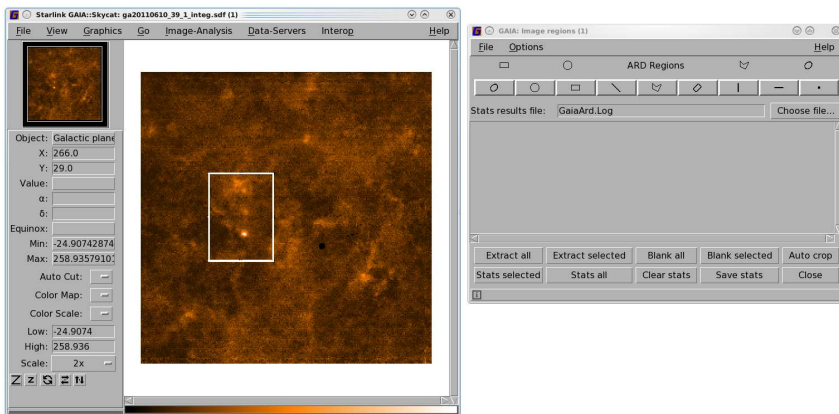 Starlink GAIA::Skycat: ga20110610_39_1_integ.sdf (1)
File View Graphics Go Image-Analysis Data-Servers Interop Help
Object: Galactic plane
X: 266.0
Y: 29.0
Value:
α:
δ:
Equinox:
Min: -24.90742874
Max: 258.9357910
Auto Cut:
Color Map:
Color Scale:
Low: -24.9074
High: 258.936
Scale: 2x
Z z
GAIA: Image regions (1)
File Options Help
ARD Regions
Stats results file: GaiaArd.Log Choose file...
Extract all Extract selected Blank all Blank selected Auto crop
Stats selected Stats all Clear stats Save stats Close